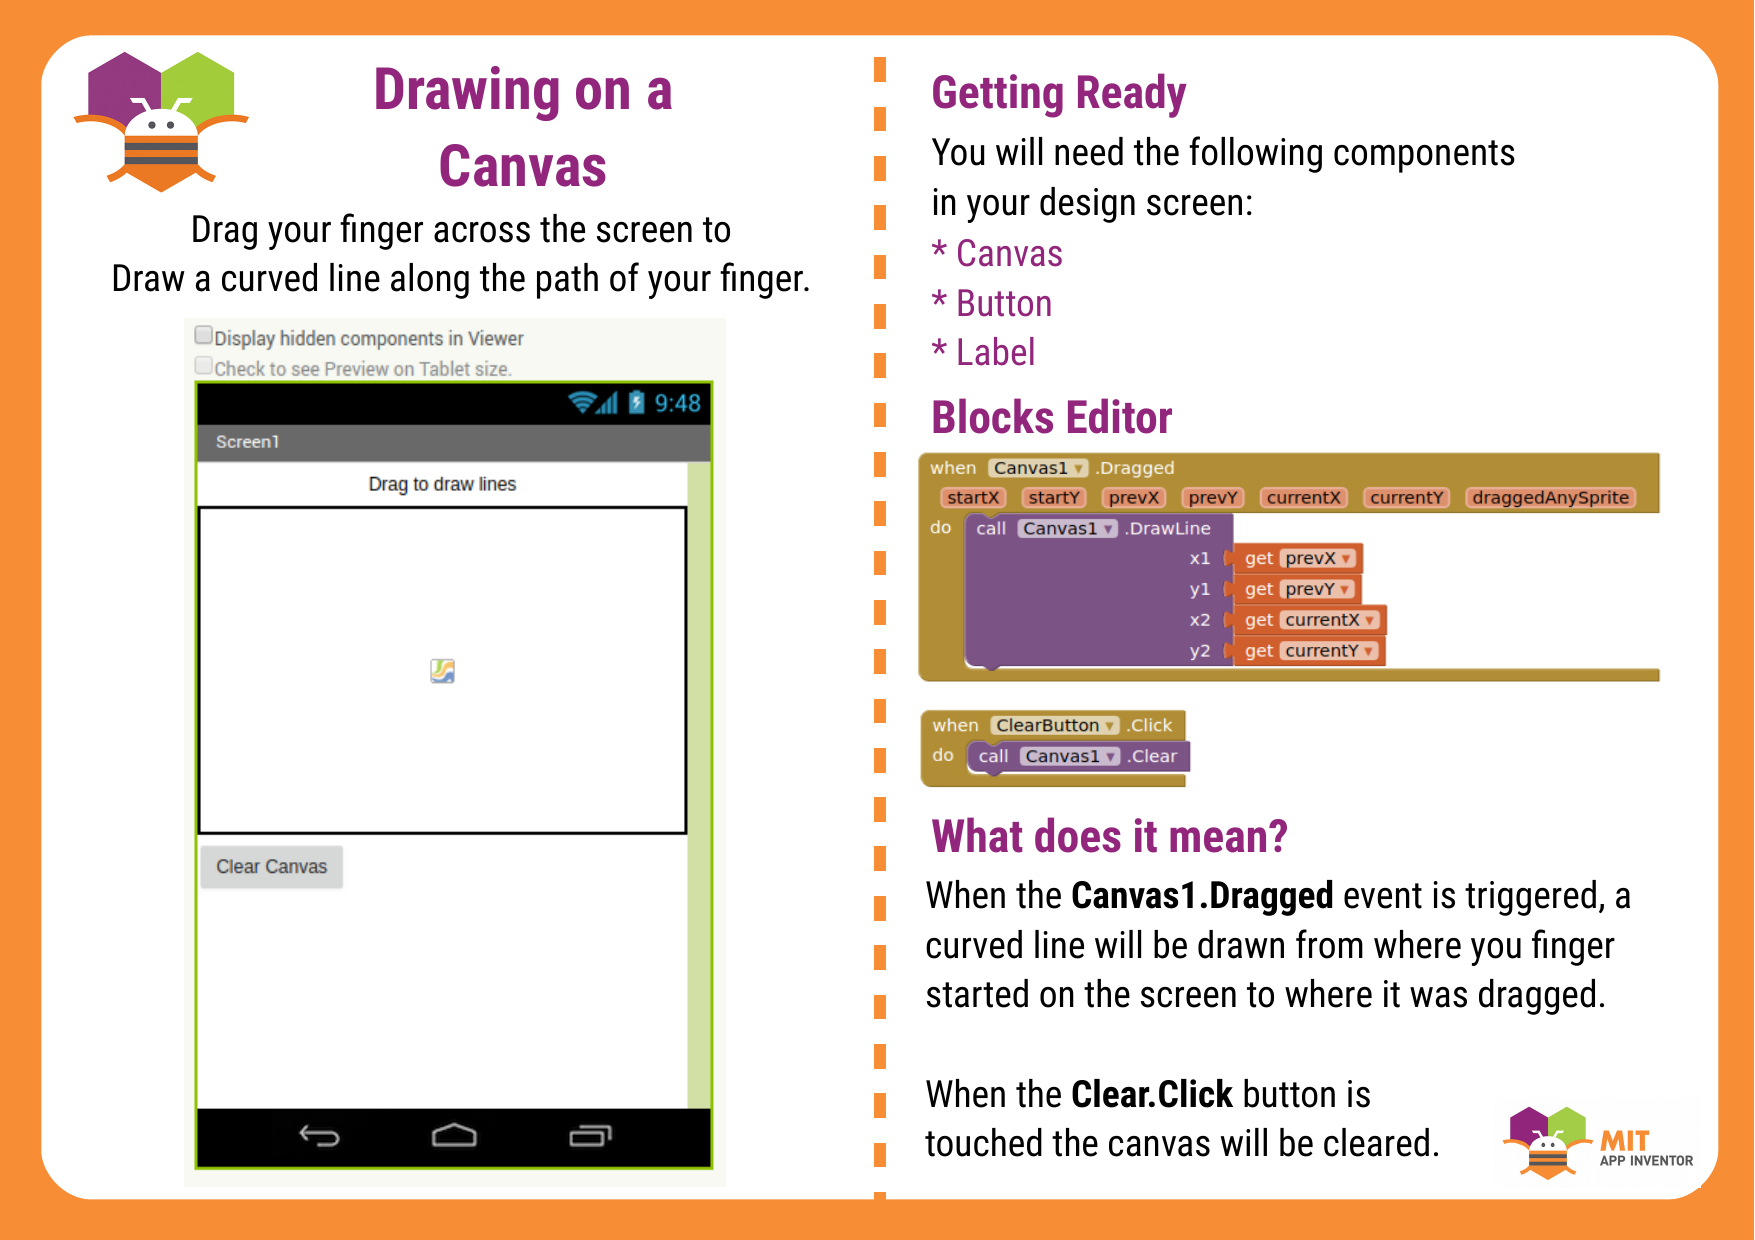 Drawing on a
Canvas
Drag your finger across the screen to
Draw a curved line along the path of your finger.
Display hidden components in Viewer
Check to see Preview on Tablet size.
9:48
Screen1
Drag to draw lines
Clear Canvas
Getting Ready
You will need the following components
in your design screen:
* Canvas
* Button
* Label
Blocks Editor
when Canvas1 .Dragged
startX startY prevX prevY currentX currentY draggedAnySprite
do call Canvas1 .DrawLine
x1 get prevX
y1 get prevY
x2 get currentX
y2 get currentY
when ClearButton .Click
do call Canvas1 .Clear
What does it mean?
When the Canvas1.Dragged event is triggered, a
curved line will be drawn from where you finger
started on the screen to where it was dragged.
When the Clear.Click button is
touched the canvas will be cleared.
MIT
APP INVENTOR